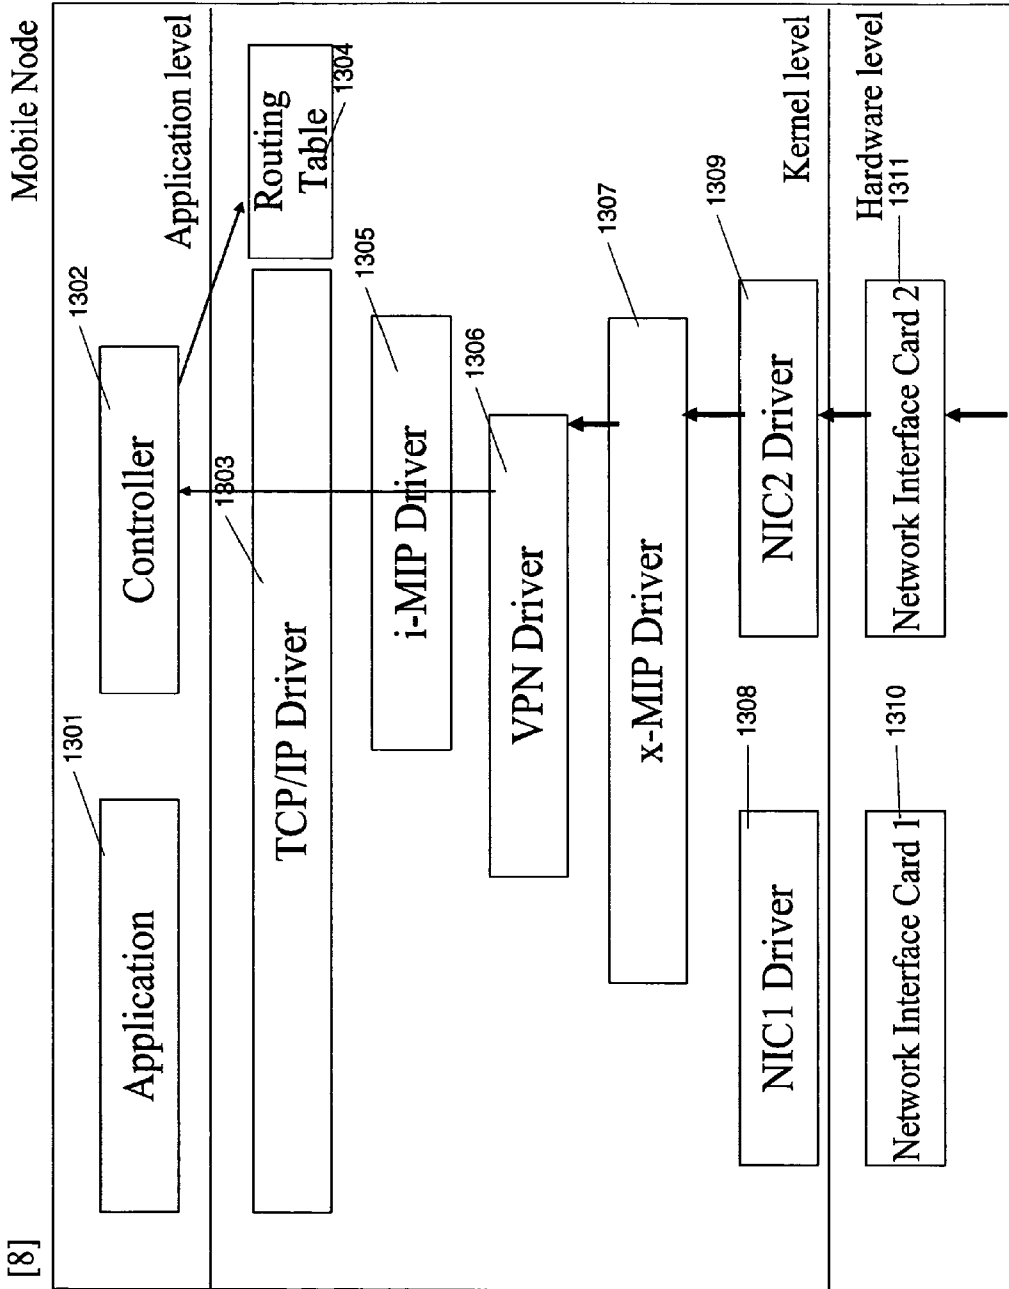 [8]
Mobile Node
Application level
1301
Application
1302
Controller
1303
TCP/IP Driver
Routing
Table
1304
1305
i-MIP Driver
1306
VPN Driver
1307
x-MIP Driver
1308
NIC1 Driver
1309
NIC2 Driver
Kernel level
Hardware level
1310
Network Interface Card 1
1311
Network Interface Card 2